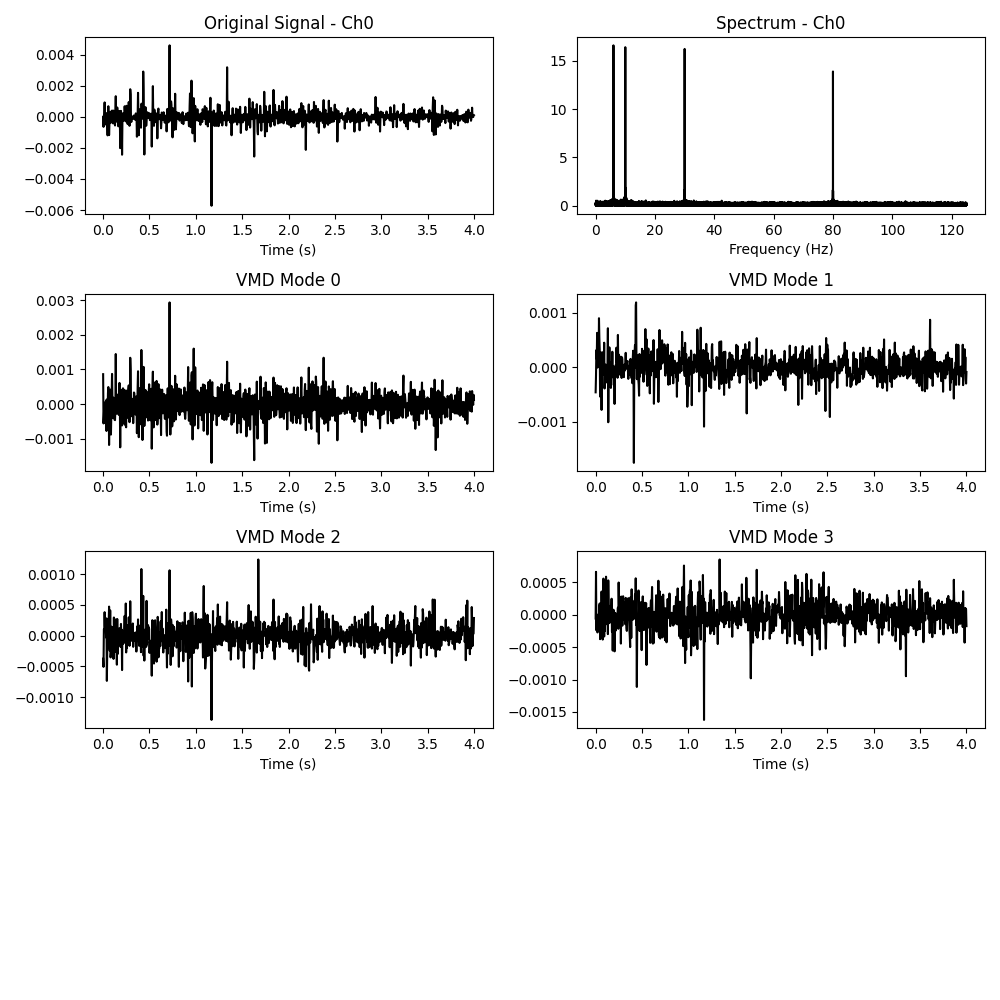 Original Signal - Ch0
0.004
0.002
0.000
−0.002
−0.004
−0.006
0.0 0.5 1.0 1.5 2.0 2.5 3.0 3.5 4.0
Time (s)
Spectrum - Ch0
15
10
5
0
0 20 40 60 80 100 120
Frequency (Hz)
VMD Mode 0
0.003
0.002
0.001
0.000
−0.001
0.0 0.5 1.0 1.5 2.0 2.5 3.0 3.5 4.0
Time (s)
VMD Mode 1
0.001
0.000
−0.001
0.0 0.5 1.0 1.5 2.0 2.5 3.0 3.5 4.0
Time (s)
VMD Mode 2
0.0010
0.0005
0.0000
−0.0005
−0.0010
0.0 0.5 1.0 1.5 2.0 2.5 3.0 3.5 4.0
Time (s)
VMD Mode 3
0.0005
0.0000
−0.0005
−0.0010
−0.0015
0.0 0.5 1.0 1.5 2.0 2.5 3.0 3.5 4.0
Time (s)